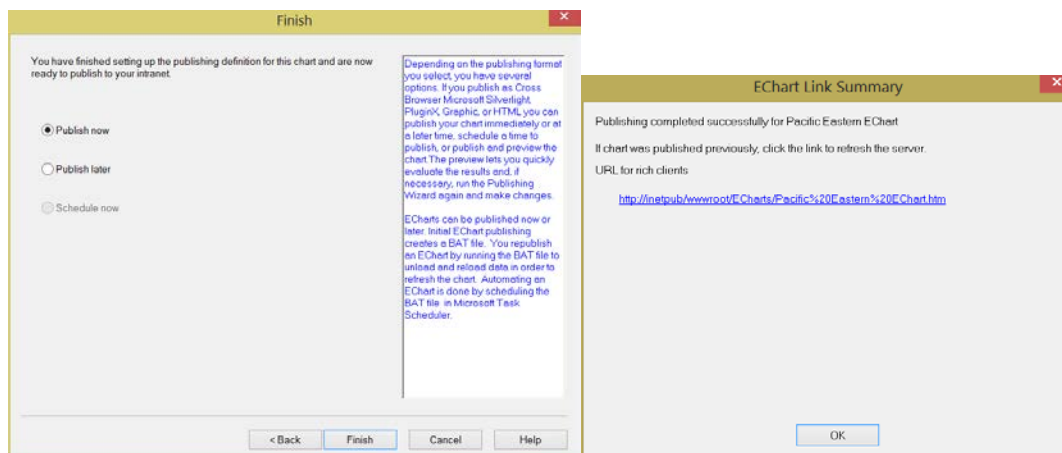 Finish
You have finished setting up the publishing definition for this chart and are now
ready to publish to your intranet.
Publish now
Publish later
Schedule now
Depending on the publishing format
you select, you have several
options. If you publish as Cross
Browser Microsoft Silverlight,
PluginX, Graphic, or HTML you can
publish your chart immediately or at
a later time, schedule a time to
publish, or publish and preview the
chart.The preview lets you quickly
evaluate the results and, if
necessary, run the Publishing
Wizard again and make changes.
ECharts can be published now or
later. Initial EChart publishing
creates a BAT file. You republish
an EChart by running the BAT file to
unload and reload data in order to
refresh the chart. Automating an
EChart is done by scheduling the
BAT file in Microsoft Task
Scheduler.
< Back
Finish
Cancel
Help
EChart Link Summary
Publishing completed successfully for Pacific Eastern EChart
If chart was published previously, click the link to refresh the server.
URL for rich clients
http://inetpub/wwwroot/ECharts/Pacific%20Eastern%20EChart.htm
OK